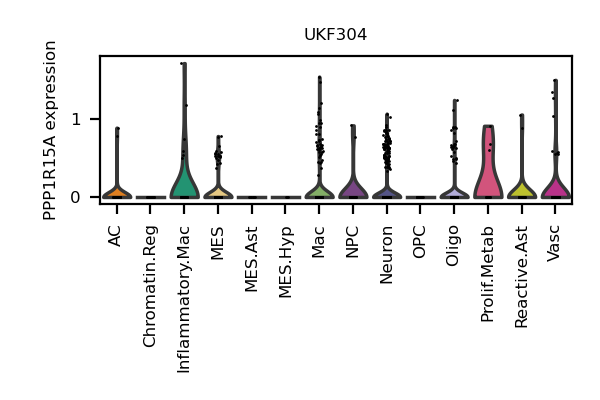 UKF304
PPP1R15A expression
1
0
AC
Chromatin.Reg
Inflammatory.Mac
MES
MES.Ast
MES.Hyp
Mac
NPC
Neuron
OPC
Oligo
Prolif.Metab
Reactive.Ast
Vasc